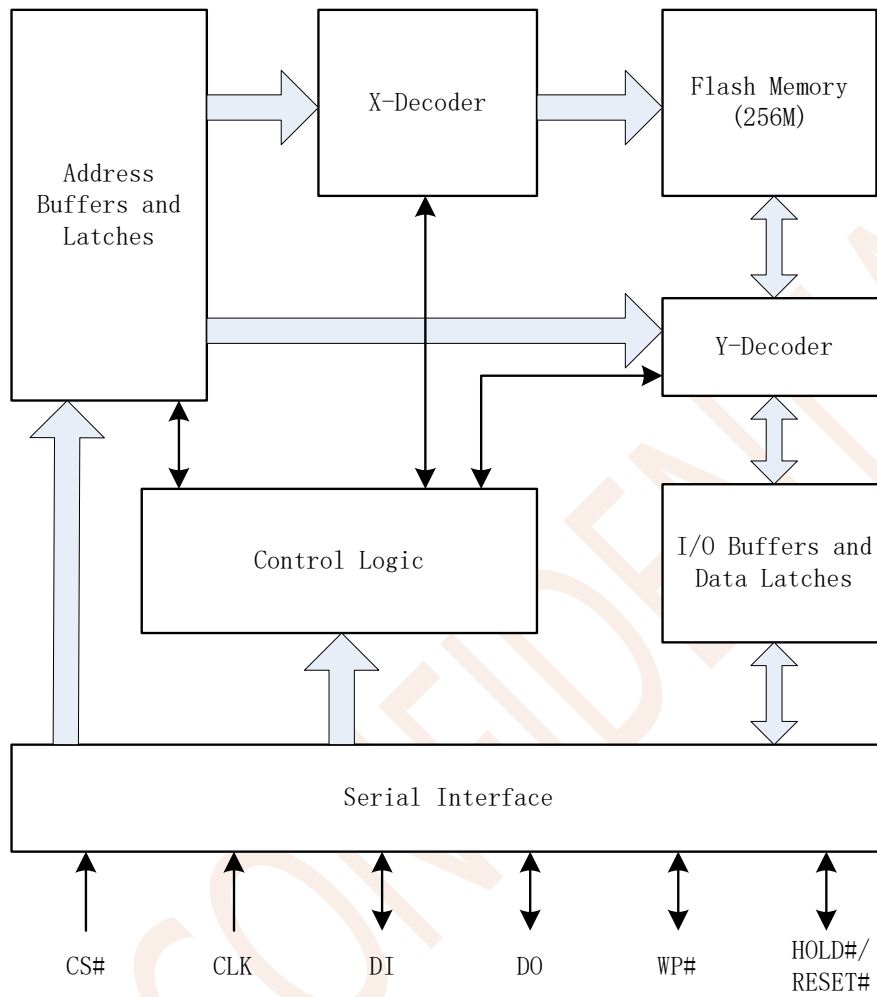 X-Decoder
Flash Memory
(256M)
Address
Buffers and
Latches
Y-Decoder
Control Logic
I/O Buffers and
Data Latches
Serial Interface
CS#
CLK
DI
DO
WP#
HOLD#/
RESET#
CONFIDENTIAL